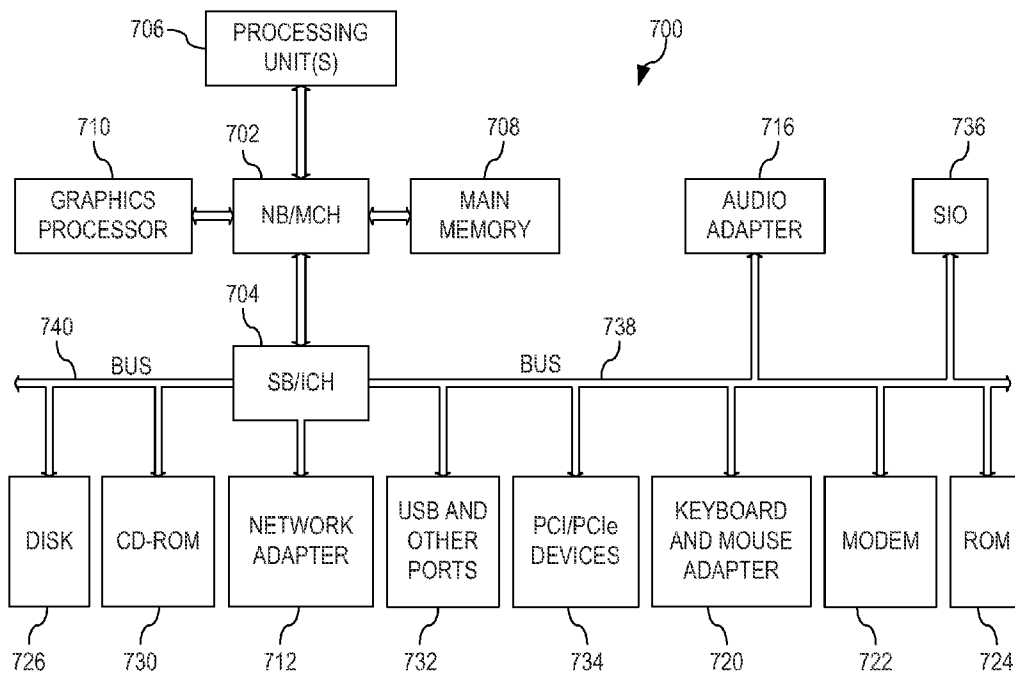 706
PROCESSING
UNIT(S)
700
710
702
708
716
736
GRAPHICS
PROCESSOR
NB/MCH
MAIN
MEMORY
AUDIO
ADAPTER
SIO
704
740
738
BUS
SB/ICH
BUS
DISK
CD-ROM
NETWORK
ADAPTER
USB AND
OTHER
PORTS
PCI/PCIe
DEVICES
KEYBOARD
AND MOUSE
ADAPTER
MODEM
ROM
726
730
712
732
734
720
722
724